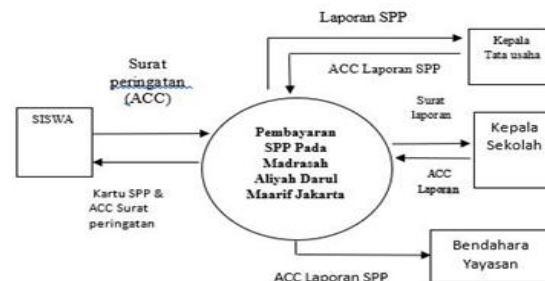 Laporan SPP
Kepala
Tata usaha
ACC Laporan SPP
Surat
peringatan
(ACC)
SISWA
Surat
laporan
Kepala
Sekolah
Pembayaran
SPP Pada
Madrasah
Aliyah Darul
Maarif Jakarta
ACC
Laporan
Kartu SPP &
ACC Surat
peringatan
Bendahara
Yayasan
ACC Laporan SPP